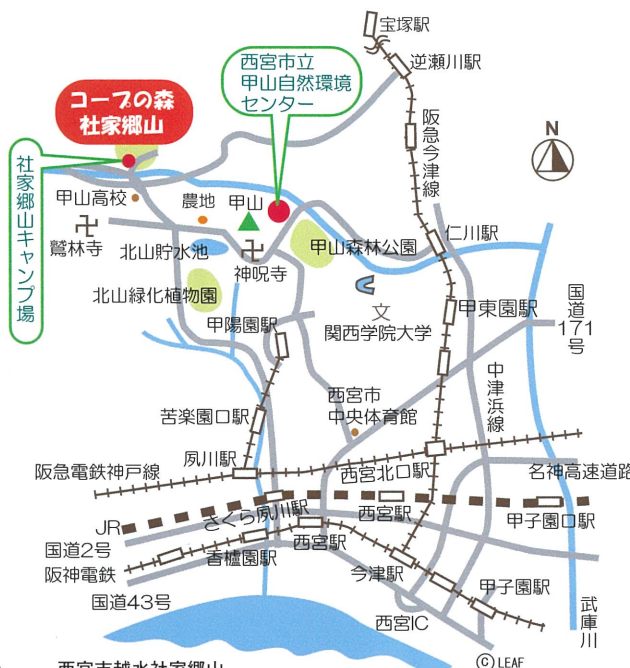 宝塚駅
逆瀬川駅
西宮市立
甲山自然環境
センター
コープの森
社家郷山
阪急今津線
N
社家郷山キャンプ場
甲山高校
農地
甲山
鷲林寺
北山貯水池
神呪寺
甲山森林公園
仁川駅
北山緑化植物園
甲陽園駅
文
関西学院大学
甲東園駅
国道
171
号
中津浜線
西宮市
中央体育館
苦楽園口駅
夙川駅
阪急電鉄神戸線
西宮北口駅
名神高速道路
JR
さくら夙川駅
西宮駅
甲子園口駅
国道2号
阪神電鉄
香櫨園駅
西宮駅
今津駅
甲子園駅
国道43号
西宮IC
武庫川
西宮市越水社家郷山
©LEAF